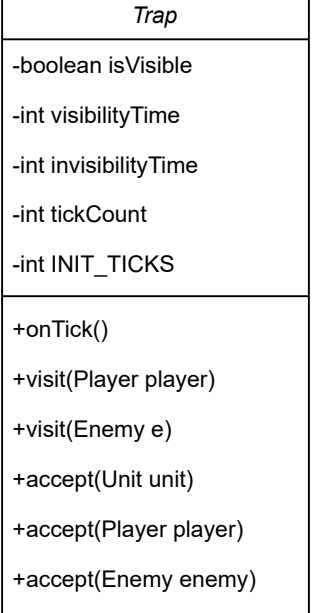 Trap
-boolean isVisible
-int visibilityTime
-int invisibilityTime
-int tickCount
-int INIT_TICKS
+onTick()
+visit(Player player)
+visit(Enemy e)
+accept(Unit unit)
+accept(Player player)
+accept(Enemy enemy)